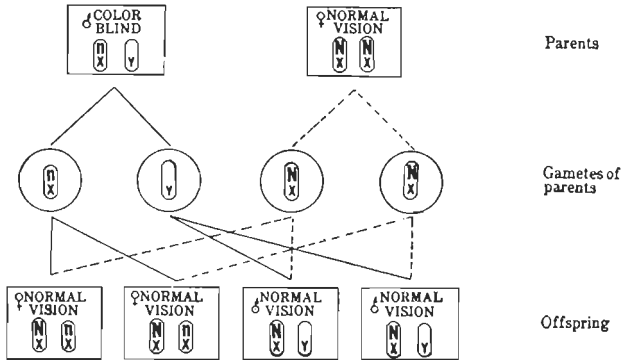 ♂ COLOR
BLIND
n
X
Y
♀ NORMAL
VISION
N
X
N
X
Parents
n
X
Y
N
X
N
X
Gametes of
parents
♀ NORMAL
VISION
N
X
n
X
♀ NORMAL
VISION
N
X
n
X
♂ NORMAL
VISION
N
X
Y
♂ NORMAL
VISION
N
X
Y
Offspring